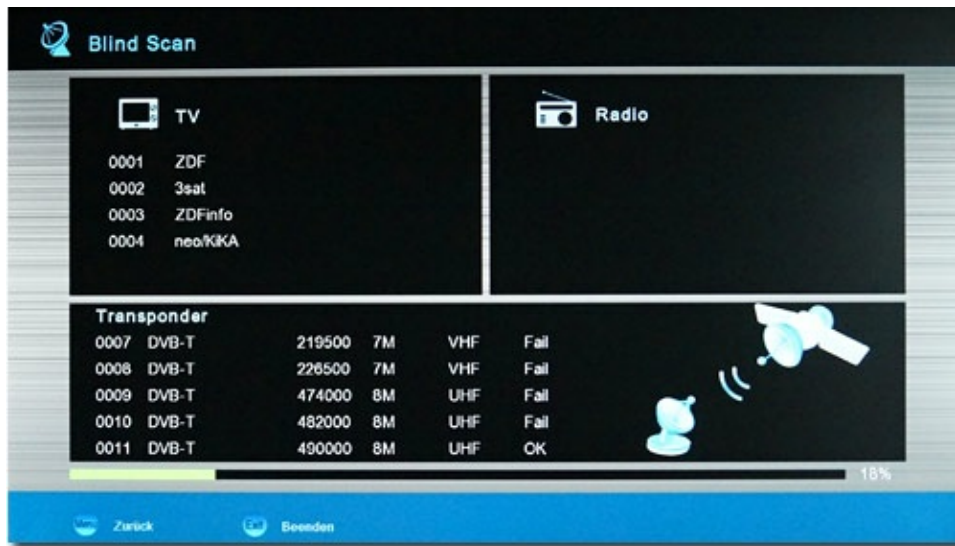 Blind Scan
TV
0001 ZDF
0002 3sat
0003 ZDFinfo
0004 neo/KiKA
Radio
Transponder
0007 DVB-T 219500 7M VHF Fail
0008 DVB-T 226500 7M VHF Fail
0009 DVB-T 474000 8M UHF Fail
0010 DVB-T 482000 8M UHF Fail
0011 DVB-T 490000 8M UHF OK
18%
Zurück
Exit Beenden